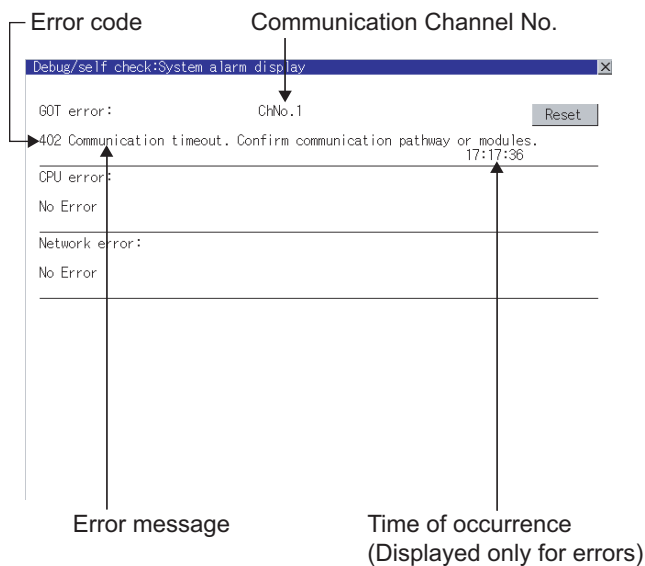 Error code
Communication Channel No.
Debug/self check:System alarm display
GOT error:
ChNo.1
Reset
402 Communication timeout. Confirm communication pathway or modules.
17:17:36
CPU error:
No Error
Network error:
No Error
Error message
Time of occurrence
(Displayed only for errors)